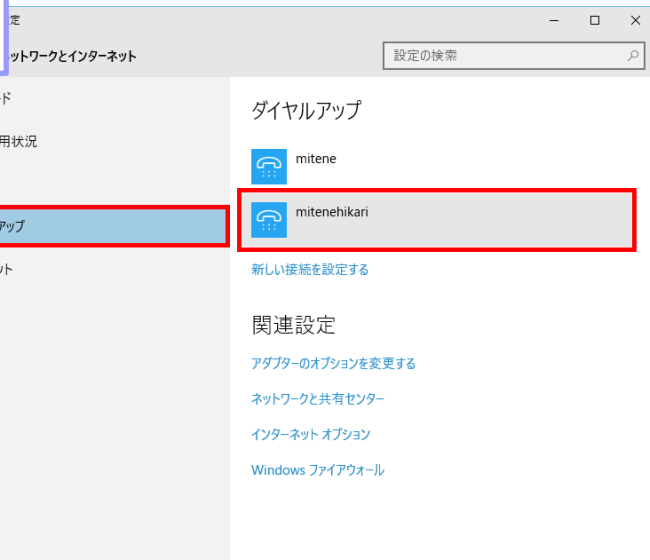 定
ットワークとインターネット
設定の検索
ド
用状況
アップ
ット
ダイヤルアップ
mitene
mitenehikari
新しい接続を設定する
関連設定
アダプターのオプションを変更する
ネットワークと共有センター
インターネット オプション
Windows ファイアウォール